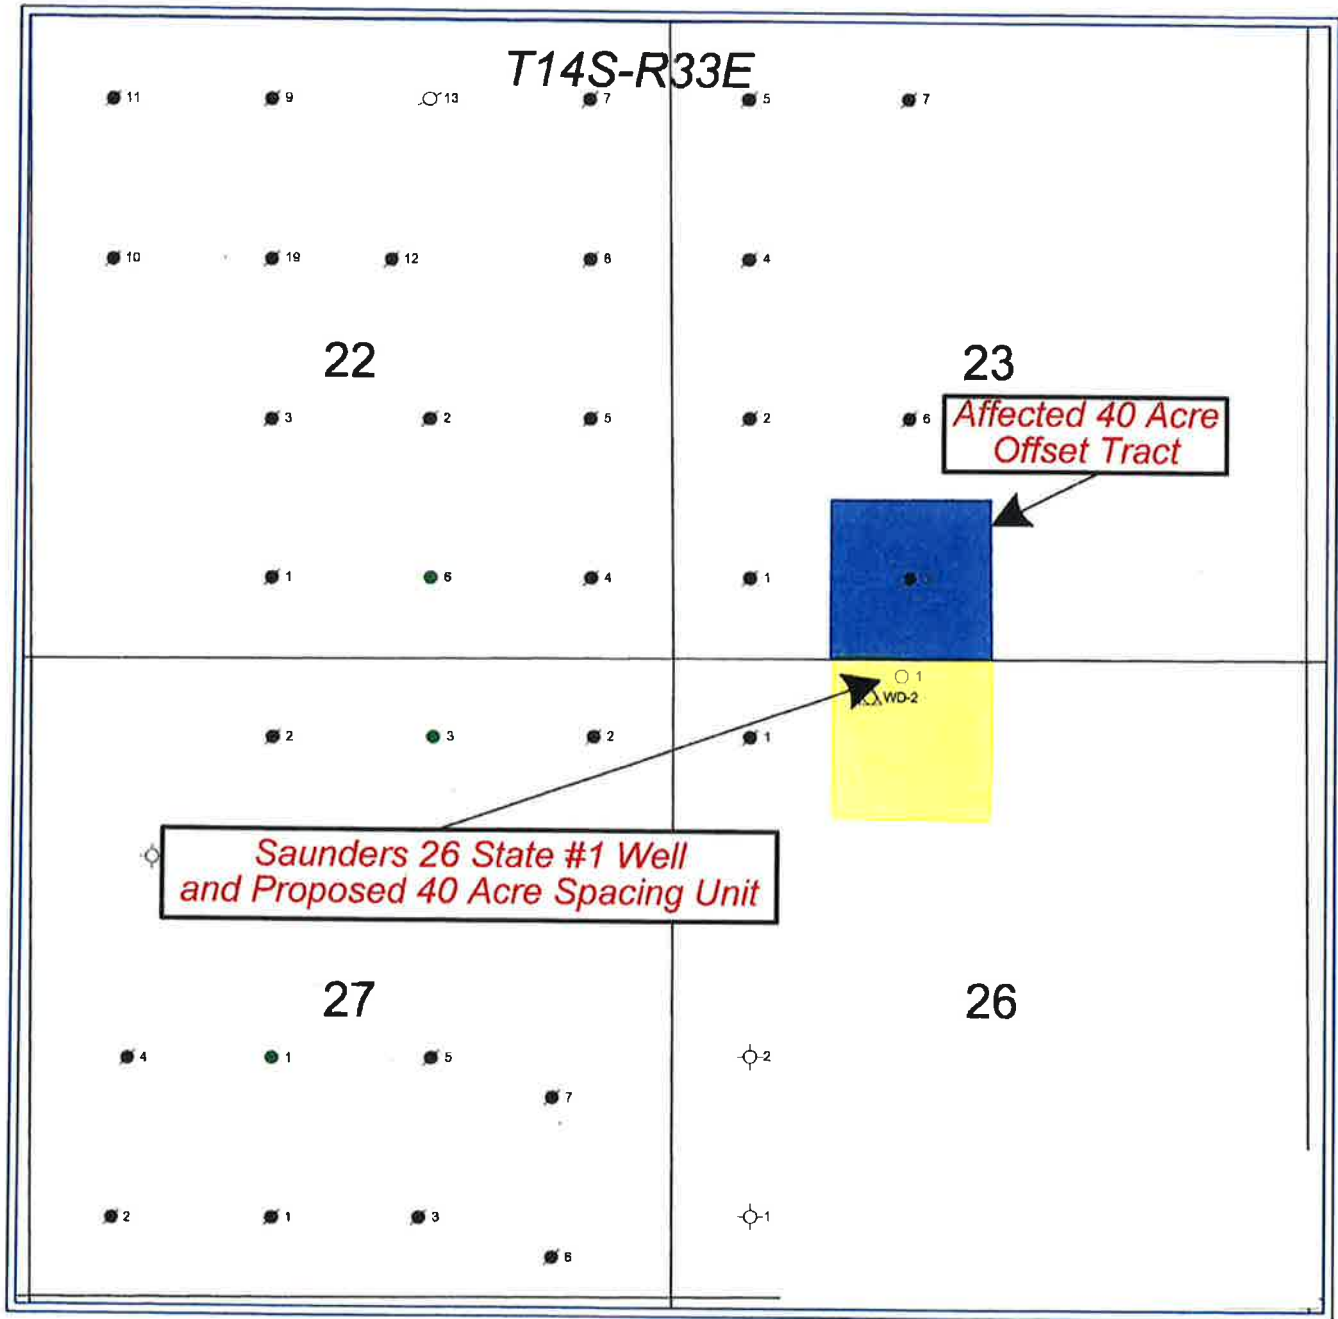 T14S-R33E
11 9 13 7 5 7
10 19 12 6 4
22 23
3 2 5 2 6
Affected 40 Acre
Offset Tract
1 6 4 1
1
WD-2
2 3 2 1
Saunders 26 State #1 Well
and Proposed 40 Acre Spacing Unit
27 26
4 1 5 2
7
2 1 3 1
6